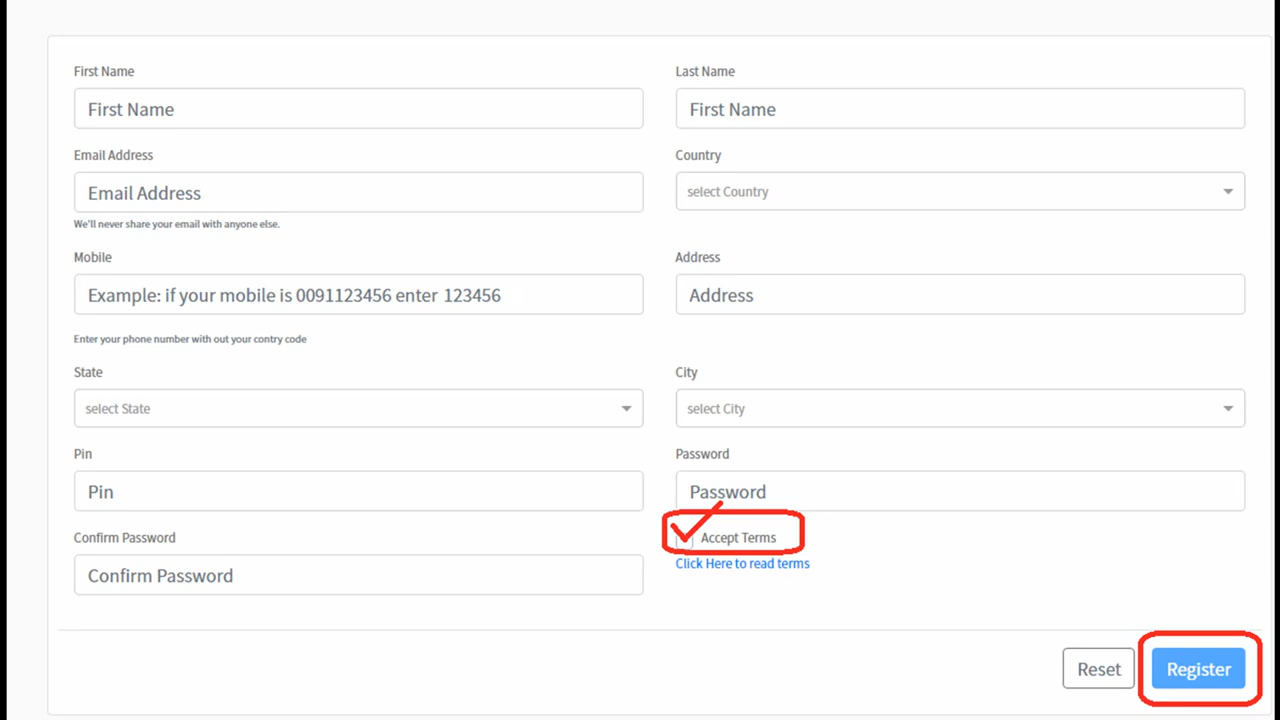 First Name
Last Name
First Name
First Name
Email Address
Country
Email Address
select Country
We'll never share your email with anyone else.
Mobile
Address
Example: if your mobile is 0091123456 enter 123456
Address
Enter your phone number with out your contry code
State
City
select State
select City
Pin
Password
Pin
Password
Confirm Password
Accept Terms
Click Here to read terms
Confirm Password
Reset
Register